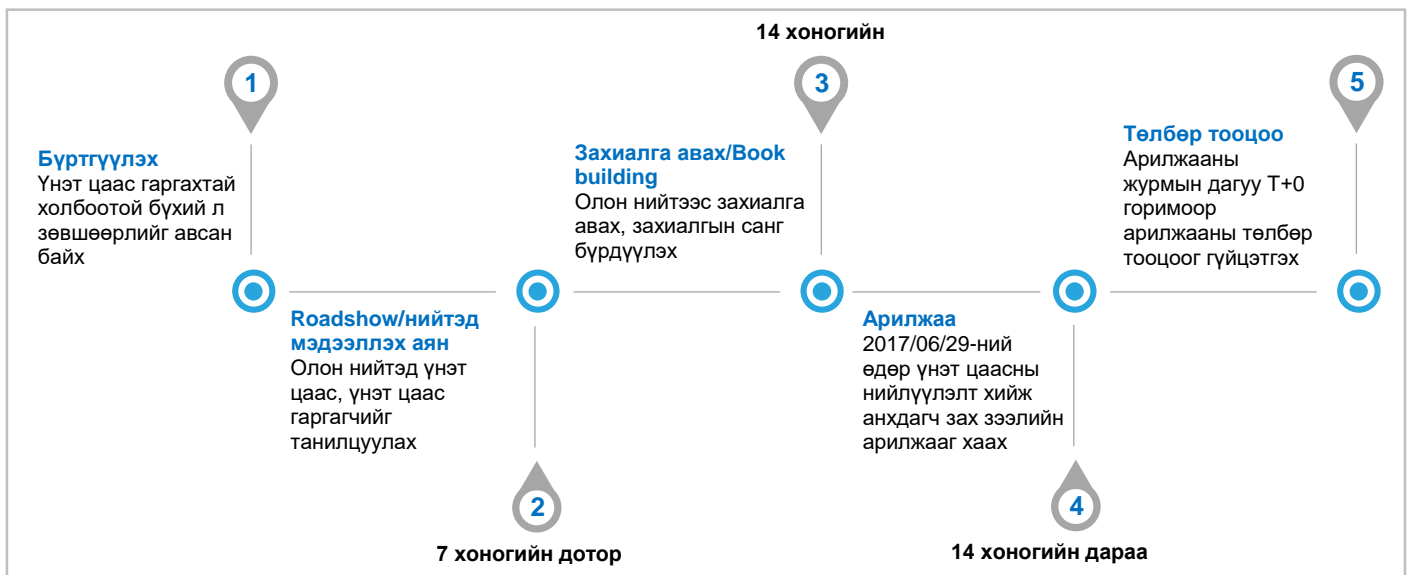 14 хоногийн
1
Бүртгүүлэх
Үнэт цаас гаргахтай
холбоотой бүхий л
зөвшөөрлийг авсан
байх
Roadshow/нийтэд
мэдээллэх аян
Олон нийтэд үнэт
цаас, үнэт цаас
гаргагчийг
танилцуулах
2
7 хоногийн дотор
3
Захиалга авах/Book
building
Олон нийтээс захиалга
авах, захиалгын санг
бүрдүүлэх
Арилжаа
2017/06/29-ний
өдөр үнэт цаасны
нийлүүлэлт хийж
анхдагч зах зээлийн
арилжааг хаах
4
14 хоногийн дараа
5
Төлбөр тооцоо
Арилжааны
журмын дагуу T+0
горимоор
арилжааны төлбөр
тооцоог гүйцэтгэх